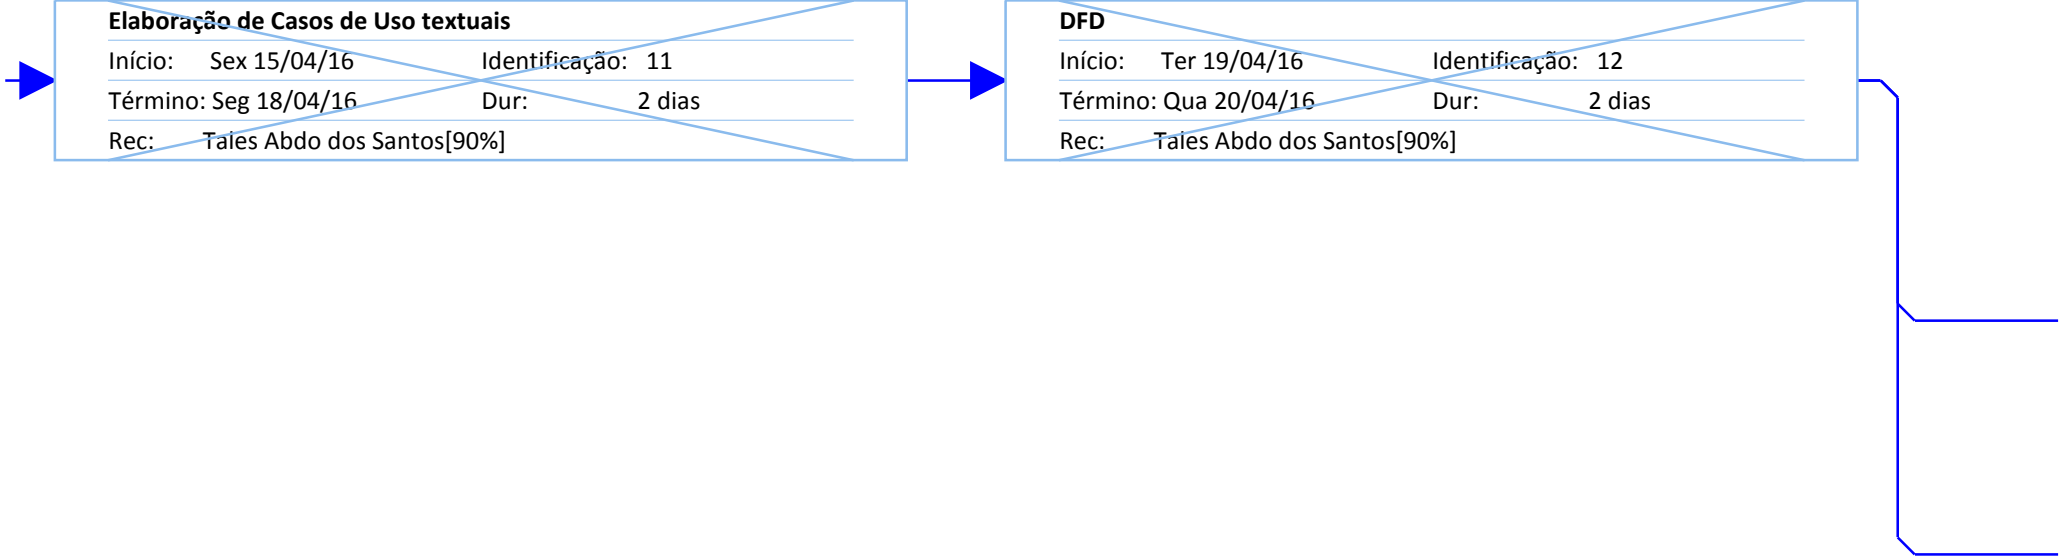 Elaboração de Casos de Uso textuais
Início: Sex 15/04/16 Identificação: 11
Término: Seg 18/04/16 Dur: 2 dias
Rec: Tales Abdo dos Santos[90%]
DFD
Início: Ter 19/04/16 Identificação: 12
Término: Qua 20/04/16 Dur: 2 dias
Rec: Tales Abdo dos Santos[90%]